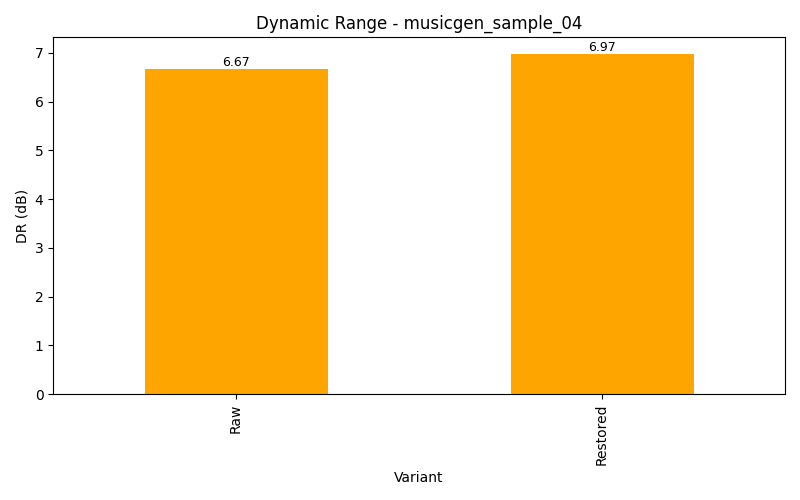 Dynamic Range - musicgen_sample_04
DR (dB)
7
6
5
4
3
2
1
0
6.67
6.97
Raw
Restored
Variant